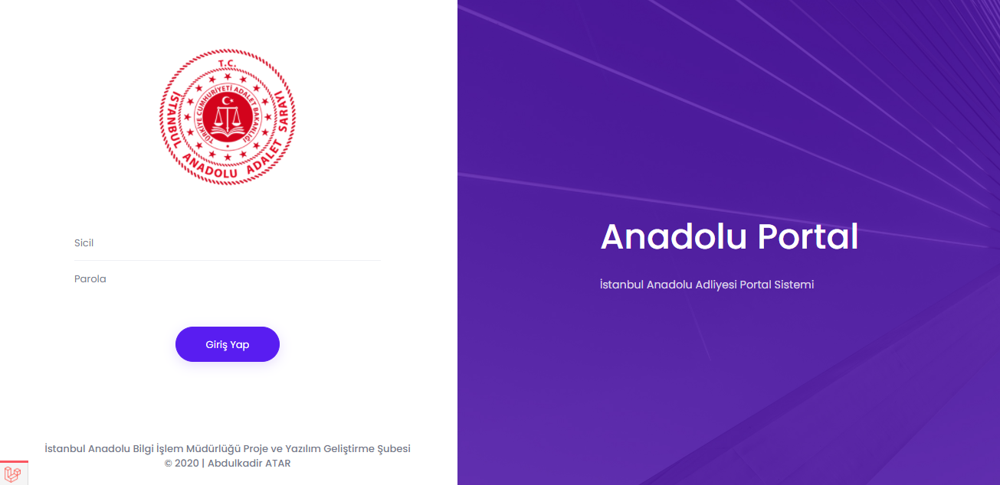 T.C.
İSTANBUL ANADOLU ADALET SARAYI
TÜRKİYE CUMHURİYETİ ADALET BAKANLIĞI
Sicil
Parola
Giriş Yap
İstanbul Anadolu Bilgi İşlem Müdürlüğü Proje ve Yazılım Geliştirme Şubesi
© 2020 | Abdulkadir ATAR
Anadolu Portal
İstanbul Anadolu Adliyesi Portal Sistemi